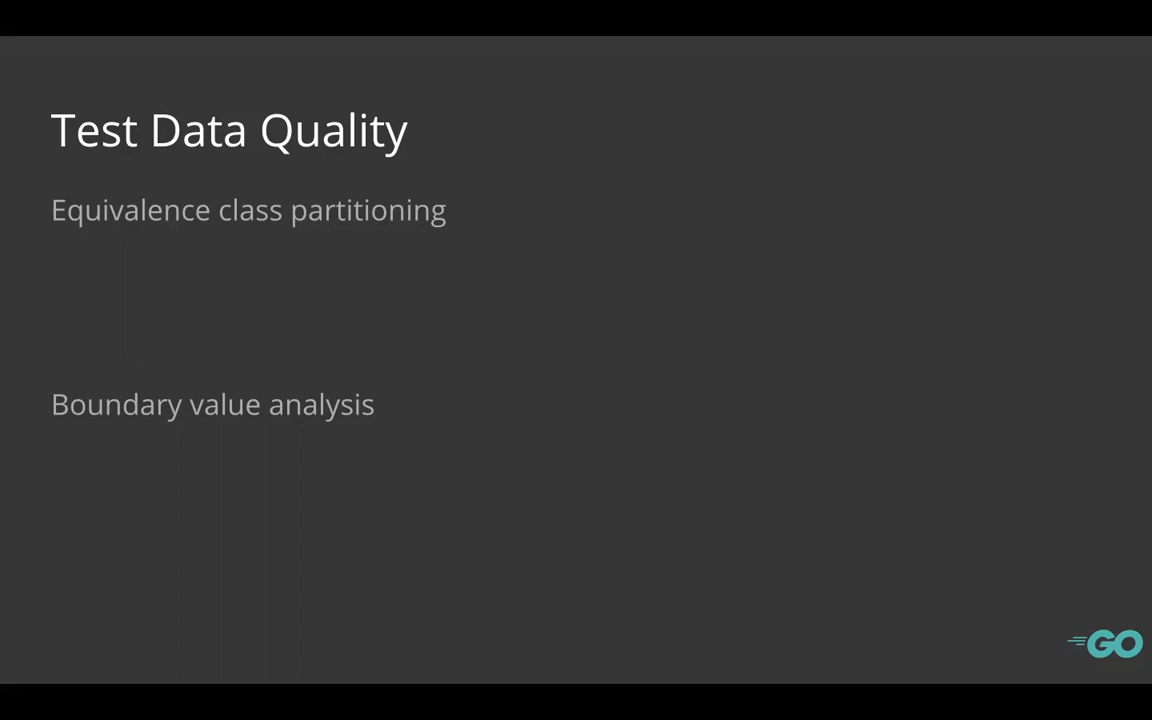 Test Data Quality
Equivalence class partitioning
Boundary value analysis
GO